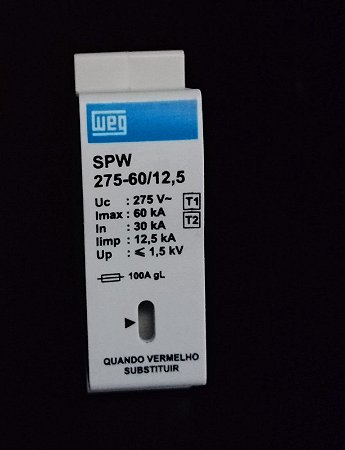 weg
SPW
275-60/12,5
Uc : 275 V~ T1
Imax : 60 kA T2
In : 30 kA
Iimp : 12,5 kA
Up : ≤ 1,5 kV
100A gL
QUANDO VERMELHO
SUBSTITUIR